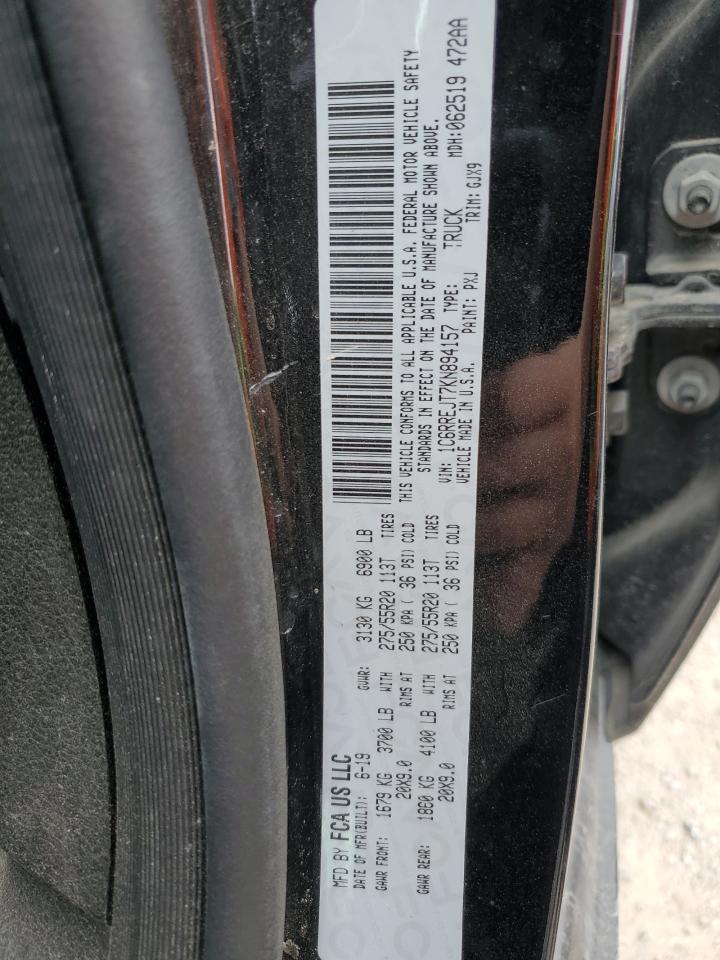 MFD BY FCA US LLC
DATE OF MFR(BUILT): 6-19 GVWR: 3130 KG 6900 LB
GAWR FRONT: 1679 KG 3700 LB WITH 275/55R20 113T TIRES
20X9.0 RIMS AT 250 KPA ( 36 PSI) COLD
GAWR REAR: 1860 KG 4100 LB WITH 275/55R20 113T TIRES
20X9.0 RIMS AT 250 KPA ( 36 PSI) COLD
THIS VEHICLE CONFORMS TO ALL APPLICABLE U.S.A. FEDERAL MOTOR VEHICLE SAFETY
STANDARDS IN EFFECT ON THE DATE OF MANUFACTURE SHOWN ABOVE.
VIN: 1C6RREJT7KN894157 TYPE: TRUCK MDH: 062519 472AA
VEHICLE MADE IN U.S.A. PAINT: PXJ TRIM: GJX9